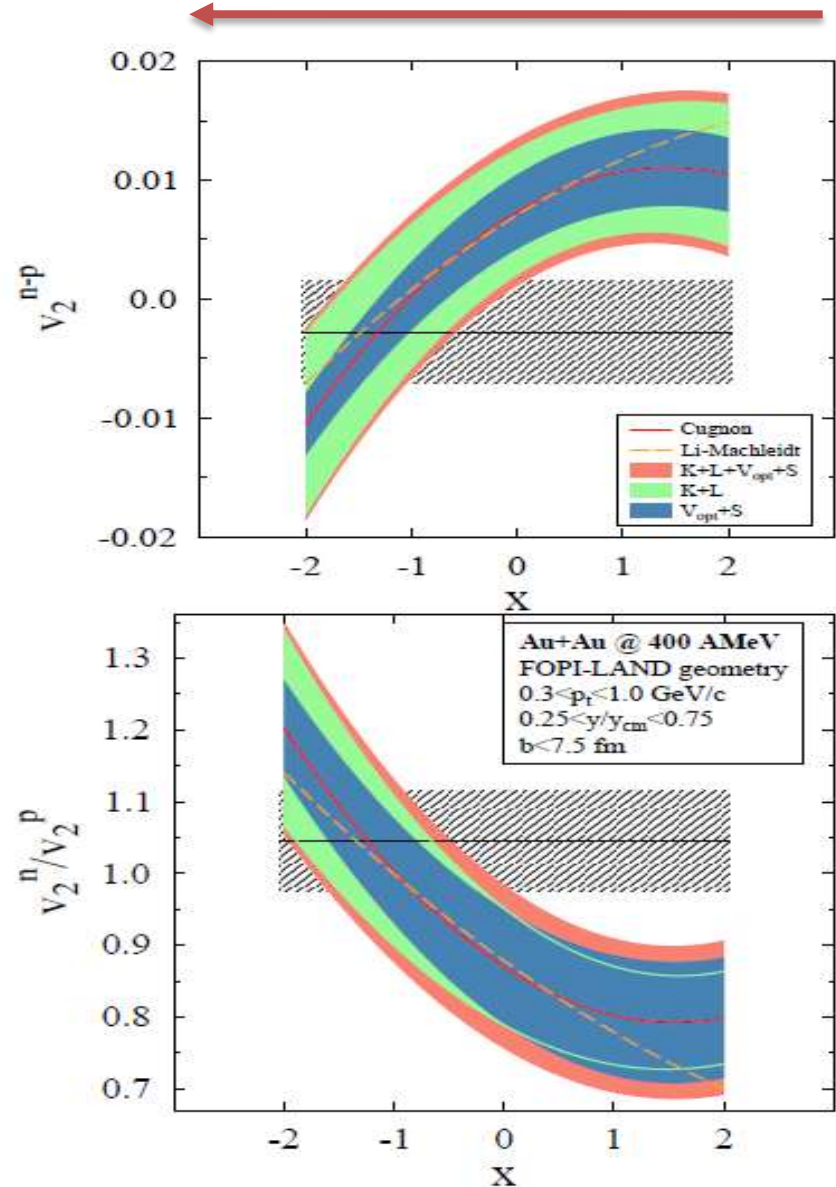 0.02
0.01
0.0
-0.01
-0.02
v₂ⁿ⁻ᵖ
-2 -1 0 1 2
x
Cugnon
Li-Machleidt
K+L+Vₒₚₜ+S
K+L
Vₒₚₜ+S
1.3
1.2
1.1
1.0
0.9
0.8
0.7
v₂ⁿ/v₂ᵖ
Au+Au @ 400 AMeV
FOPI-LAND geometry
0.3<pₜ<1.0 GeV/c
0.25<y/y_cm<0.75
b<7.5 fm
-2 -1 0 1 2
x